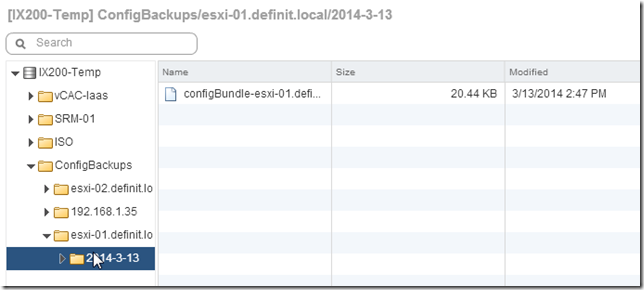 [IX200-Temp] ConfigBackups/esxi-01.definit.local/2014-3-13
Search
IX200-Temp
vCAC-Iaas
SRM-01
ISO
ConfigBackups
esxi-02.definit.lo
192.168.1.35
esxi-01.definit.lo
2014-3-13
Name Size Modified
configBundle-esxi-01.defi... 20.44 KB 3/13/2014 2:47 PM